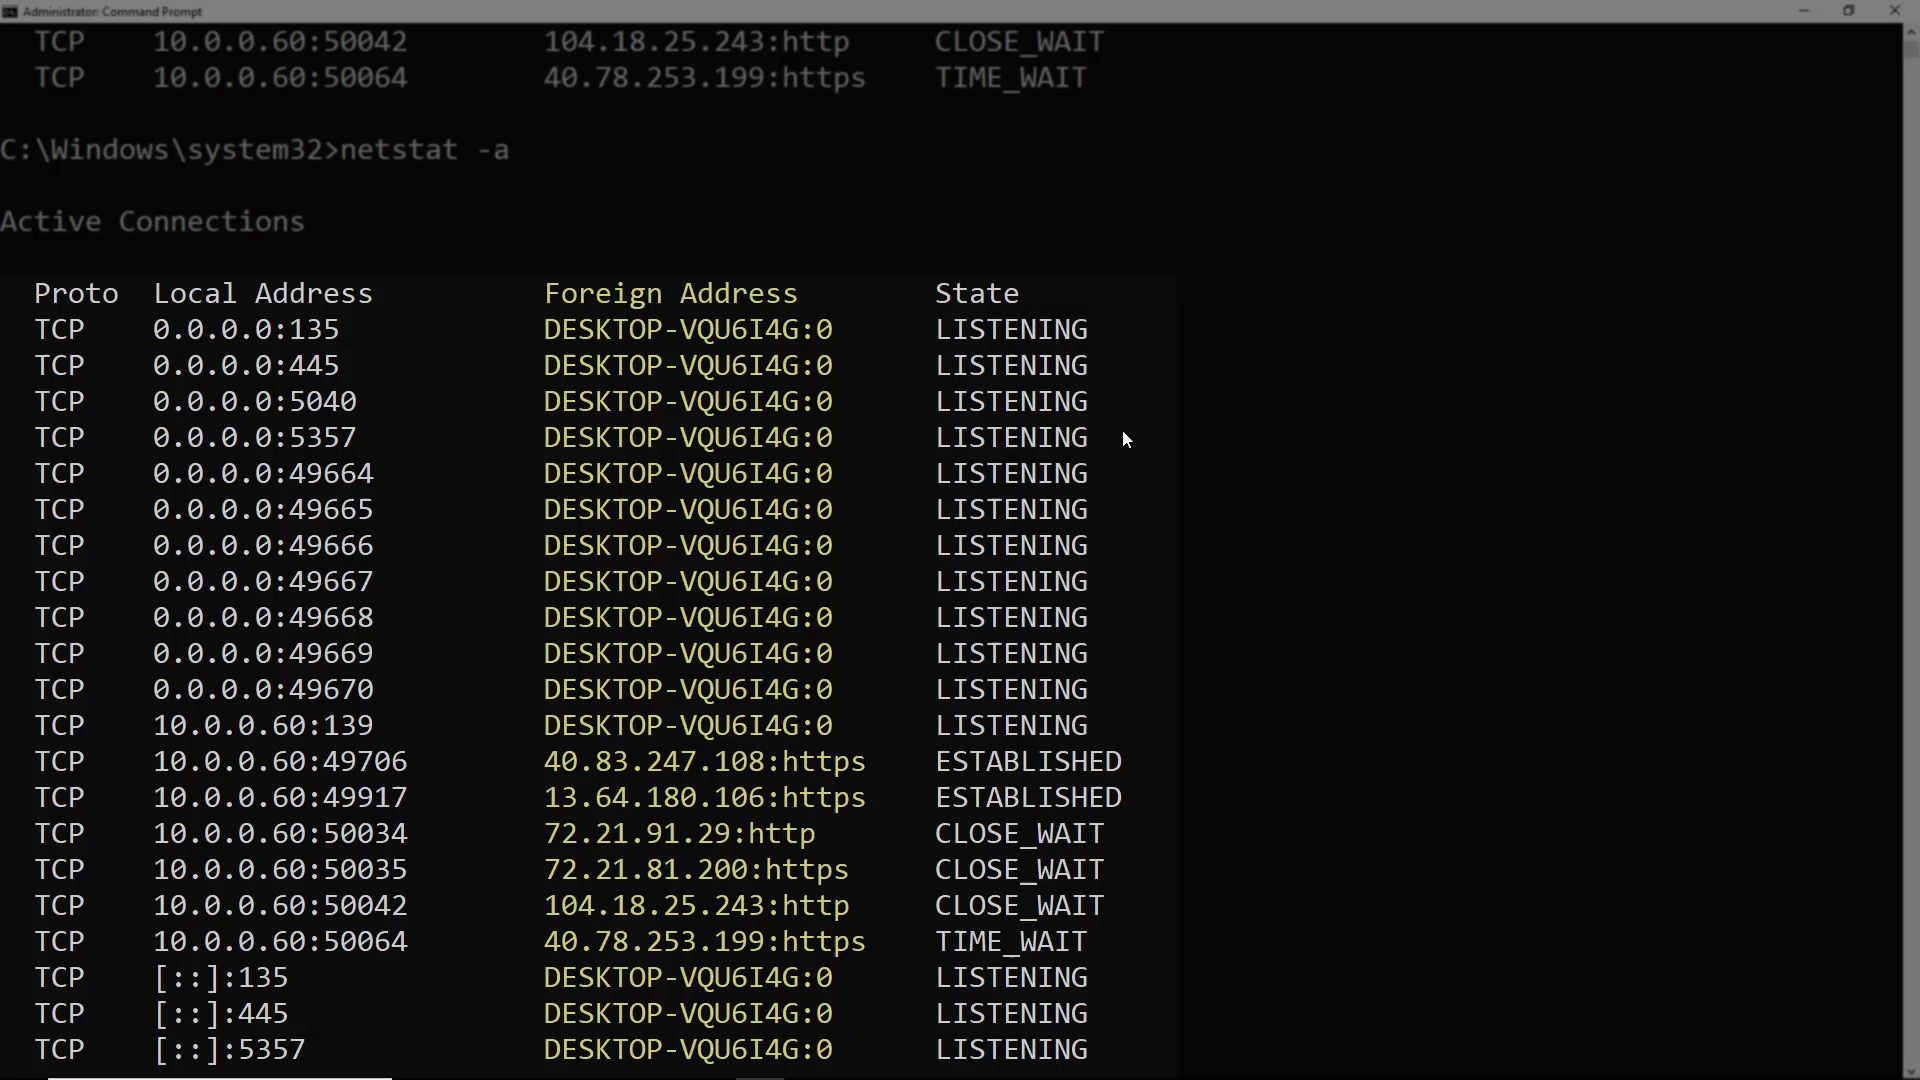 Administrator: Command Prompt
TCP 10.0.0.60:50042 104.18.25.243:http CLOSE_WAIT
TCP 10.0.0.60:50064 40.78.253.199:https TIME_WAIT
C:\Windows\system32>netstat -a
Active Connections
Proto Local Address Foreign Address State
TCP 0.0.0.0:135 DESKTOP-VQU6I4G:0 LISTENING
TCP 0.0.0.0:445 DESKTOP-VQU6I4G:0 LISTENING
TCP 0.0.0.0:5040 DESKTOP-VQU6I4G:0 LISTENING
TCP 0.0.0.0:5357 DESKTOP-VQU6I4G:0 LISTENING
TCP 0.0.0.0:49664 DESKTOP-VQU6I4G:0 LISTENING
TCP 0.0.0.0:49665 DESKTOP-VQU6I4G:0 LISTENING
TCP 0.0.0.0:49666 DESKTOP-VQU6I4G:0 LISTENING
TCP 0.0.0.0:49667 DESKTOP-VQU6I4G:0 LISTENING
TCP 0.0.0.0:49668 DESKTOP-VQU6I4G:0 LISTENING
TCP 0.0.0.0:49669 DESKTOP-VQU6I4G:0 LISTENING
TCP 0.0.0.0:49670 DESKTOP-VQU6I4G:0 LISTENING
TCP 10.0.0.60:139 DESKTOP-VQU6I4G:0 LISTENING
TCP 10.0.0.60:49706 40.83.247.108:https ESTABLISHED
TCP 10.0.0.60:49917 13.64.180.106:https ESTABLISHED
TCP 10.0.0.60:50034 72.21.91.29:http CLOSE_WAIT
TCP 10.0.0.60:50035 72.21.81.200:https CLOSE_WAIT
TCP 10.0.0.60:50042 104.18.25.243:http CLOSE_WAIT
TCP 10.0.0.60:50064 40.78.253.199:https TIME_WAIT
TCP [::]:135 DESKTOP-VQU6I4G:0 LISTENING
TCP [::]:445 DESKTOP-VQU6I4G:0 LISTENING
TCP [::]:5357 DESKTOP-VQU6I4G:0 LISTENING